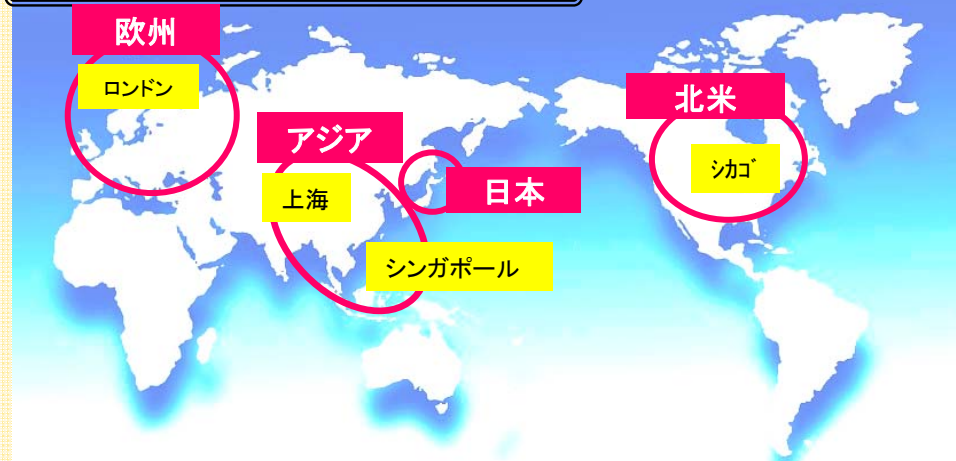 欧州
ロンドン
アジア
上海
シンガポール
日本
北米
ｼｶｺﾞ